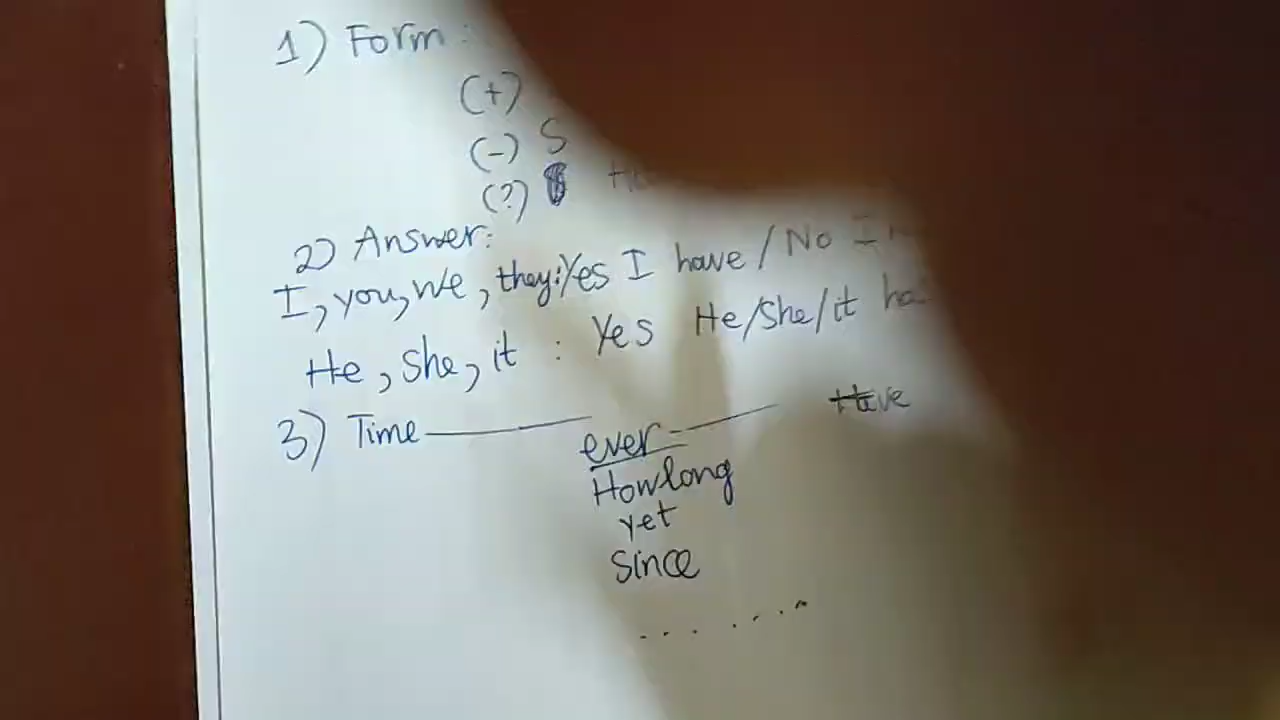 1) Form :
(+)
(-) S
(?)
2) Answer:
I, you, we, they: Yes I have / No I
He, She, it : Yes He/She/it
3) Time ever
Howlong
yet
Since
. . . . . . .